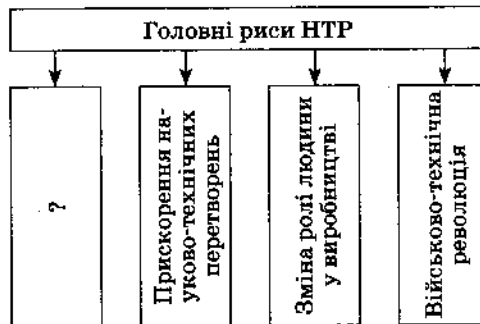 Головні риси НТР
?
Прискорення на-
уково-технічних
перетворень
Зміна ролі людини
у виробництві
Військово-технічна
революція